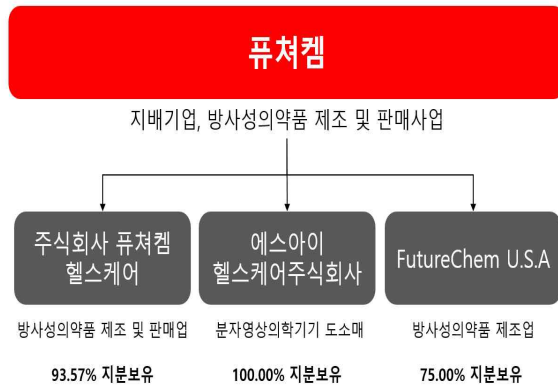 퓨쳐켐
지배기업, 방사성의약품 제조 및 판매사업
주식회사 퓨쳐켐
헬스케어
에스아이
헬스케어주식회사
FutureChem U.S.A
방사성의약품 제조 및 판매업
분자영상의학기기 도소매
방사성의약품 제조업
93.57% 지분보유
100.00% 지분보유
75.00% 지분보유